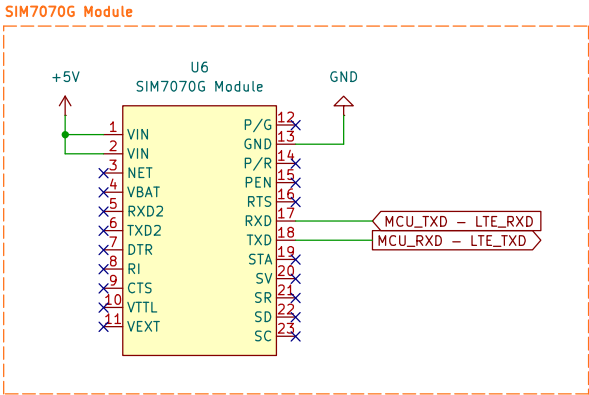 SIM7070G Module
U6
SIM7070G Module
+5V
GND
1 VIN
2 VIN
3 NET
4 VBAT
5 RXD2
6 TXD2
7 DTR
8 RI
9 CTS
10 VTTL
11 VEXT
P/G 12
GND 13
P/R 14
PEN 15
RTS 16
RXD 17
TXD 18
STA 19
SV 20
SR 21
SD 22
SC 23
MCU_TXD - LTE_RXD
MCU_RXD - LTE_TXD